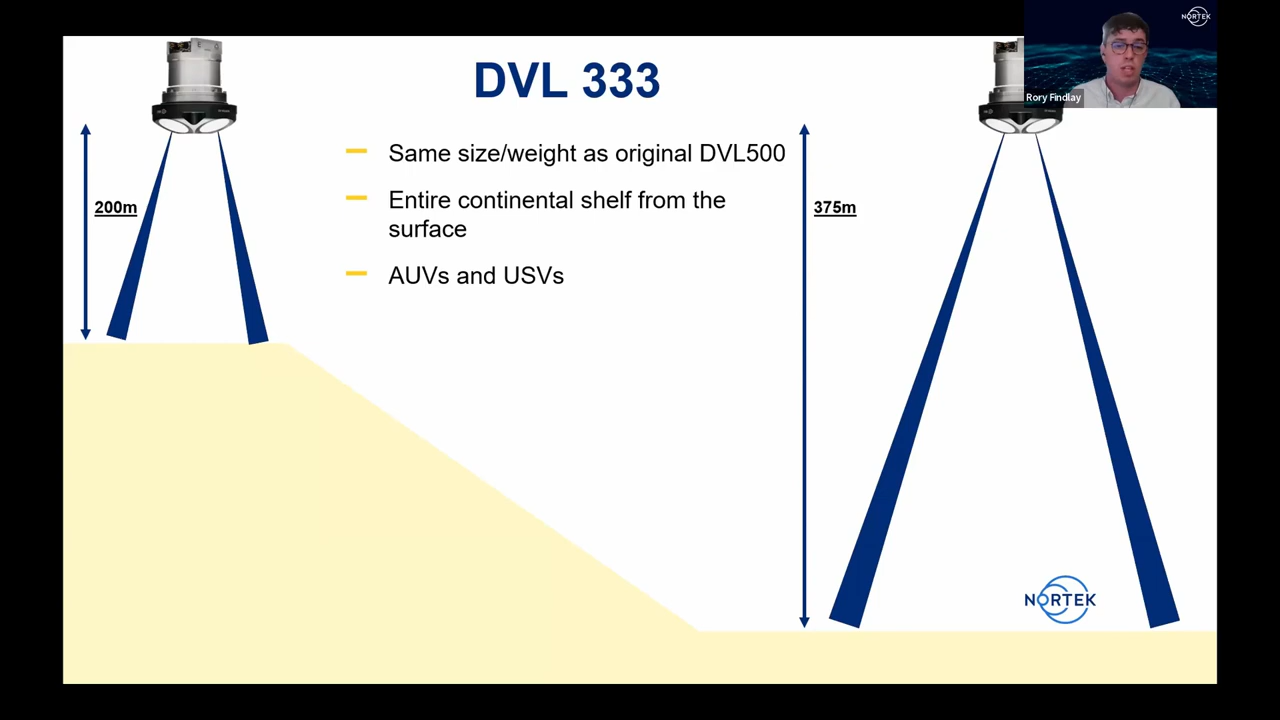 NORTEK
Rory Findlay
DVL 333
Same size/weight as original DVL500
Entire continental shelf from the
surface
AUVs and USVs
200m
375m
NORTEK